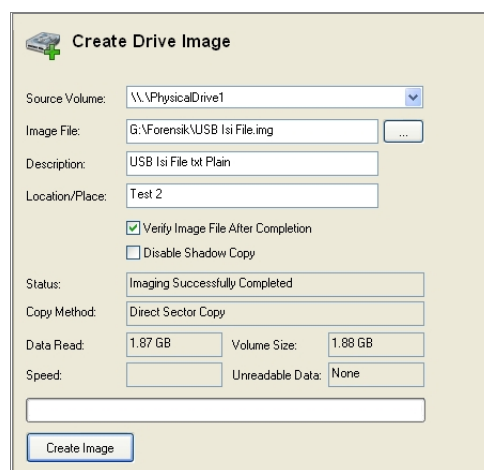 Create Drive Image
Source Volume: \\.\PhysicalDrive1
Image File: G:\Forensik\USB Isi File.img ...
Description: USB Isi File txt Plain
Location/Place: Test 2
Verify Image File After Completion
Disable Shadow Copy
Status: Imaging Successfully Completed
Copy Method: Direct Sector Copy
Data Read: 1.87 GB Volume Size: 1.88 GB
Speed: Unreadable Data: None
Create Image